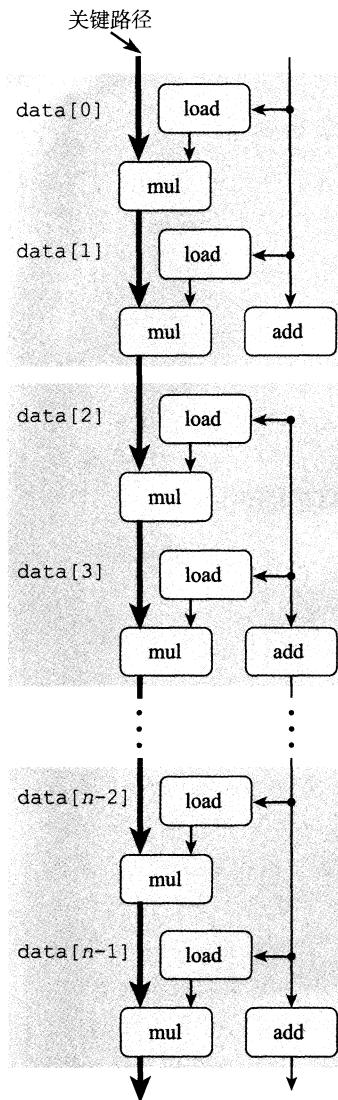 关键路径
data[0]
load
mul
data[1]
load
mul
add
data[2]
load
mul
data[3]
load
mul
add
data[n-2]
load
mul
data[n-1]
load
mul
add